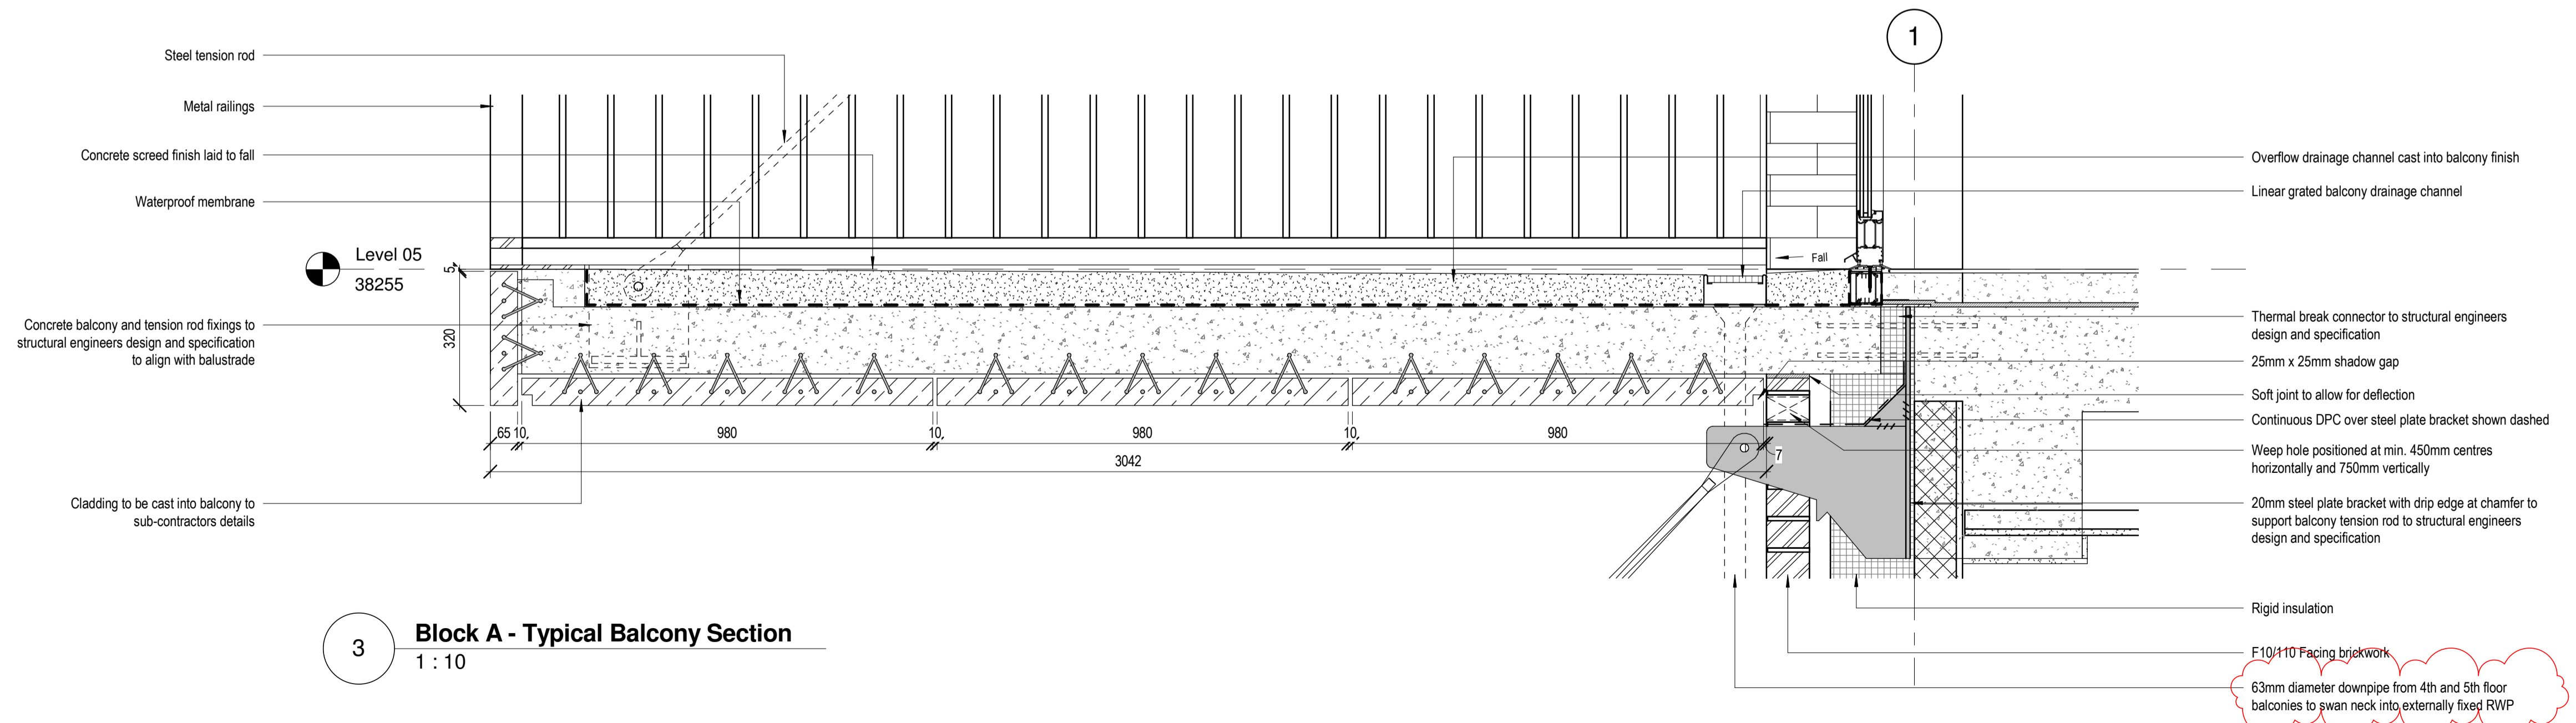 1
Steel tension rod
Metal railings
Concrete screed finish laid to fall
Waterproof membrane
Level 05
38255
Concrete balcony and tension rod fixings to
structural engineers design and specification
to align with balustrade
Cladding to be cast into balcony to
sub-contractors details
5
320
65 10 980 10 980 10 980
3042
7
Fall
Overflow drainage channel cast into balcony finish
Linear grated balcony drainage channel
Thermal break connector to structural engineers
design and specification
25mm x 25mm shadow gap
Soft joint to allow for deflection
Continuous DPC over steel plate bracket shown dashed
Weep hole positioned at min. 450mm centres
horizontally and 750mm vertically
20mm steel plate bracket with drip edge at chamfer to
support balcony tension rod to structural engineers
design and specification
Rigid insulation
F10/110 Facing brickwork
63mm diameter downpipe from 4th and 5th floor
balconies to swan neck into externally fixed RWP
3
Block A - Typical Balcony Section
1 : 10